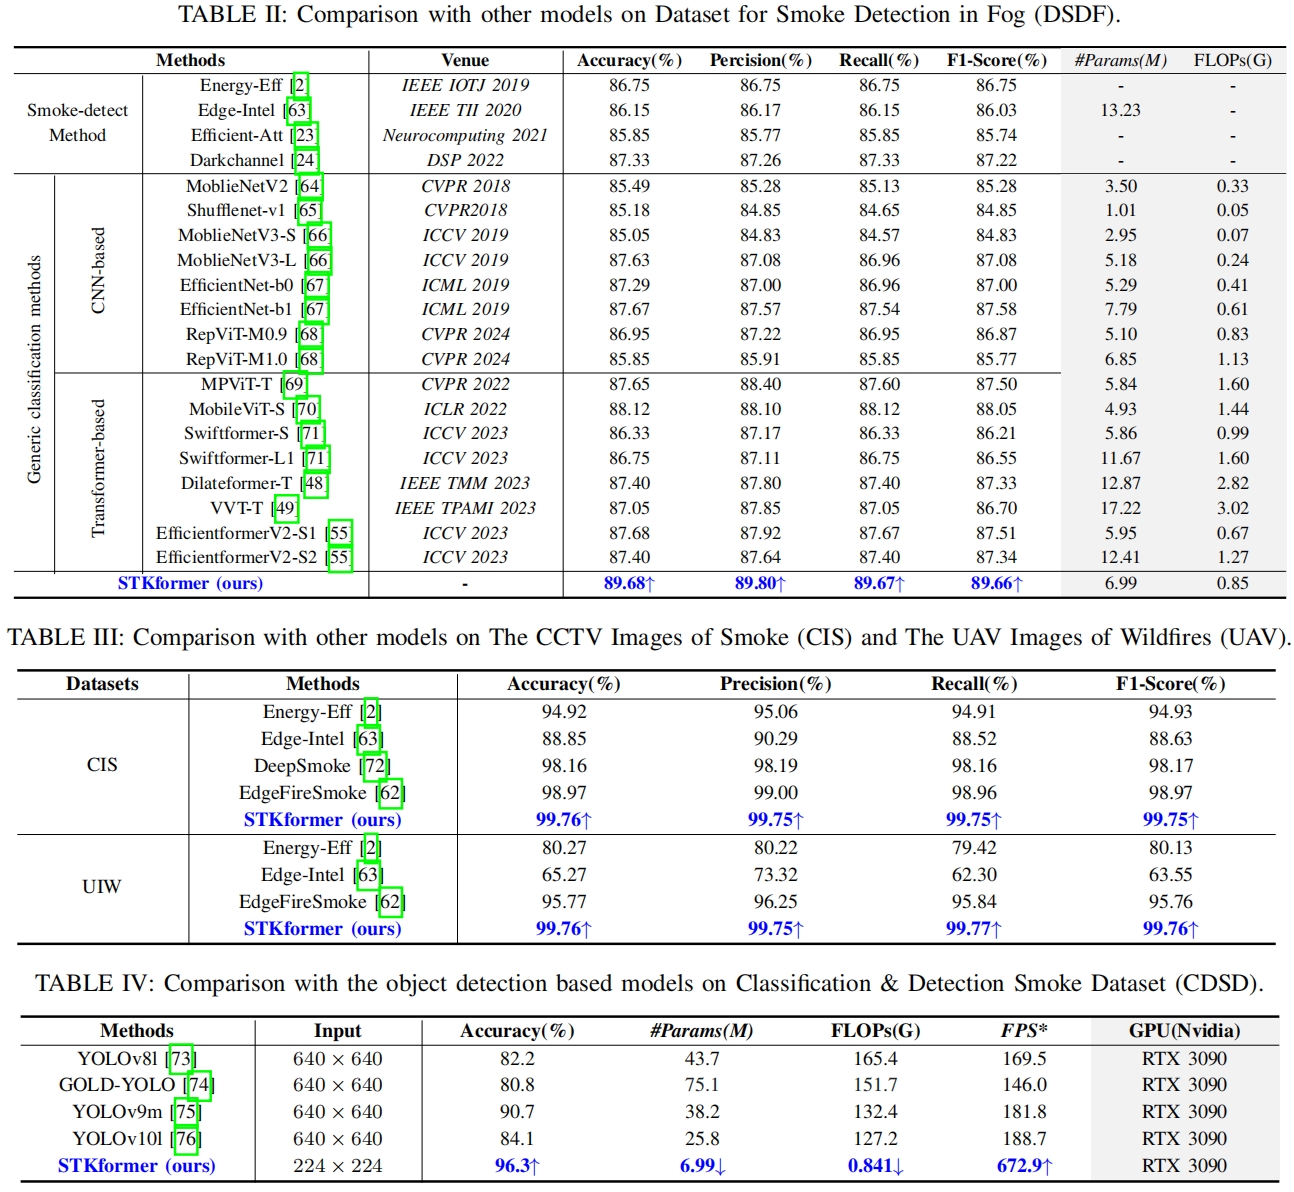 TABLE II: Comparison with other models on Dataset for Smoke Detection in Fog (DSDF).
Methods Venue Accuracy(%) Percision(%) Recall(%) F1-Score(%) #Params(M) FLOPs(G)
Smoke-detect Method
Energy-Eff [2] IEEE IOTJ 2019 86.75 86.75 86.75 86.75 - -
Edge-Intel [63] IEEE TII 2020 86.15 86.17 86.15 86.03 13.23 -
Efficient-Att [23] Neurocomputing 2021 85.85 85.77 85.85 85.74 - -
Darkchannel [24] DSP 2022 87.33 87.26 87.33 87.22 - -
Generic classification methods
CNN-based
MoblieNetV2 [64] CVPR 2018 85.49 85.28 85.13 85.28 3.50 0.33
Shufflenet-v1 [65] CVPR2018 85.18 84.85 84.65 84.85 1.01 0.05
MoblieNetV3-S [66] ICCV 2019 85.05 84.83 84.57 84.83 2.95 0.07
MoblieNetV3-L [66] ICCV 2019 87.63 87.08 86.96 87.08 5.18 0.24
EfficientNet-b0 [67] ICML 2019 87.29 87.00 86.96 87.00 5.29 0.41
EfficientNet-b1 [67] ICML 2019 87.67 87.57 87.54 87.58 7.79 0.61
RepViT-M0.9 [68] CVPR 2024 86.95 87.22 86.95 86.87 5.10 0.83
RepViT-M1.0 [68] CVPR 2024 85.85 85.91 85.85 85.77 6.85 1.13
Transformer-based
MPViT-T [69] CVPR 2022 87.65 88.40 87.60 87.50 5.84 1.60
MobileViT-S [70] ICLR 2022 88.12 88.10 88.12 88.05 4.93 1.44
Swiftformer-S [71] ICCV 2023 86.33 87.17 86.33 86.21 5.86 0.99
Swiftformer-L1 [71] ICCV 2023 86.75 87.11 86.75 86.55 11.67 1.60
Dilateformer-T [48] IEEE TMM 2023 87.40 87.80 87.40 87.33 12.87 2.82
VVT-T [49] IEEE TPAMI 2023 87.05 87.85 87.05 86.70 17.22 3.02
EfficientformerV2-S1 [55] ICCV 2023 87.68 87.92 87.67 87.51 5.95 0.67
EfficientformerV2-S2 [55] ICCV 2023 87.40 87.64 87.40 87.34 12.41 1.27
STKformer (ours) - 89.68↑ 89.80↑ 89.67↑ 89.66↑ 6.99 0.85
TABLE III: Comparison with other models on The CCTV Images of Smoke (CIS) and The UAV Images of Wildfires (UAV).
Datasets Methods Accuracy(%) Precision(%) Recall(%) F1-Score(%)
CIS
Energy-Eff [2] 94.92 95.06 94.91 94.93
Edge-Intel [63] 88.85 90.29 88.52 88.63
DeepSmoke [72] 98.16 98.19 98.16 98.17
EdgeFireSmoke [62] 98.97 99.00 98.96 98.97
STKformer (ours) 99.76↑ 99.75↑ 99.75↑ 99.75↑
UIW
Energy-Eff [2] 80.27 80.22 79.42 80.13
Edge-Intel [63] 65.27 73.32 62.30 63.55
EdgeFireSmoke [62] 95.77 96.25 95.84 95.76
STKformer (ours) 99.76↑ 99.75↑ 99.77↑ 99.76↑
TABLE IV: Comparison with the object detection based models on Classification & Detection Smoke Dataset (CDSD).
Methods Input Accuracy(%) #Params(M) FLOPs(G) FPS* GPU(Nvidia)
YOLOv8l [73] 640 × 640 82.2 43.7 165.4 169.5 RTX 3090
GOLD-YOLO [74] 640 × 640 80.8 75.1 151.7 146.0 RTX 3090
YOLOv9m [75] 640 × 640 90.7 38.2 132.4 181.8 RTX 3090
YOLOv10l [76] 640 × 640 84.1 25.8 127.2 188.7 RTX 3090
STKformer (ours) 224 × 224 96.3↑ 6.99↓ 0.841↓ 672.9↑ RTX 3090